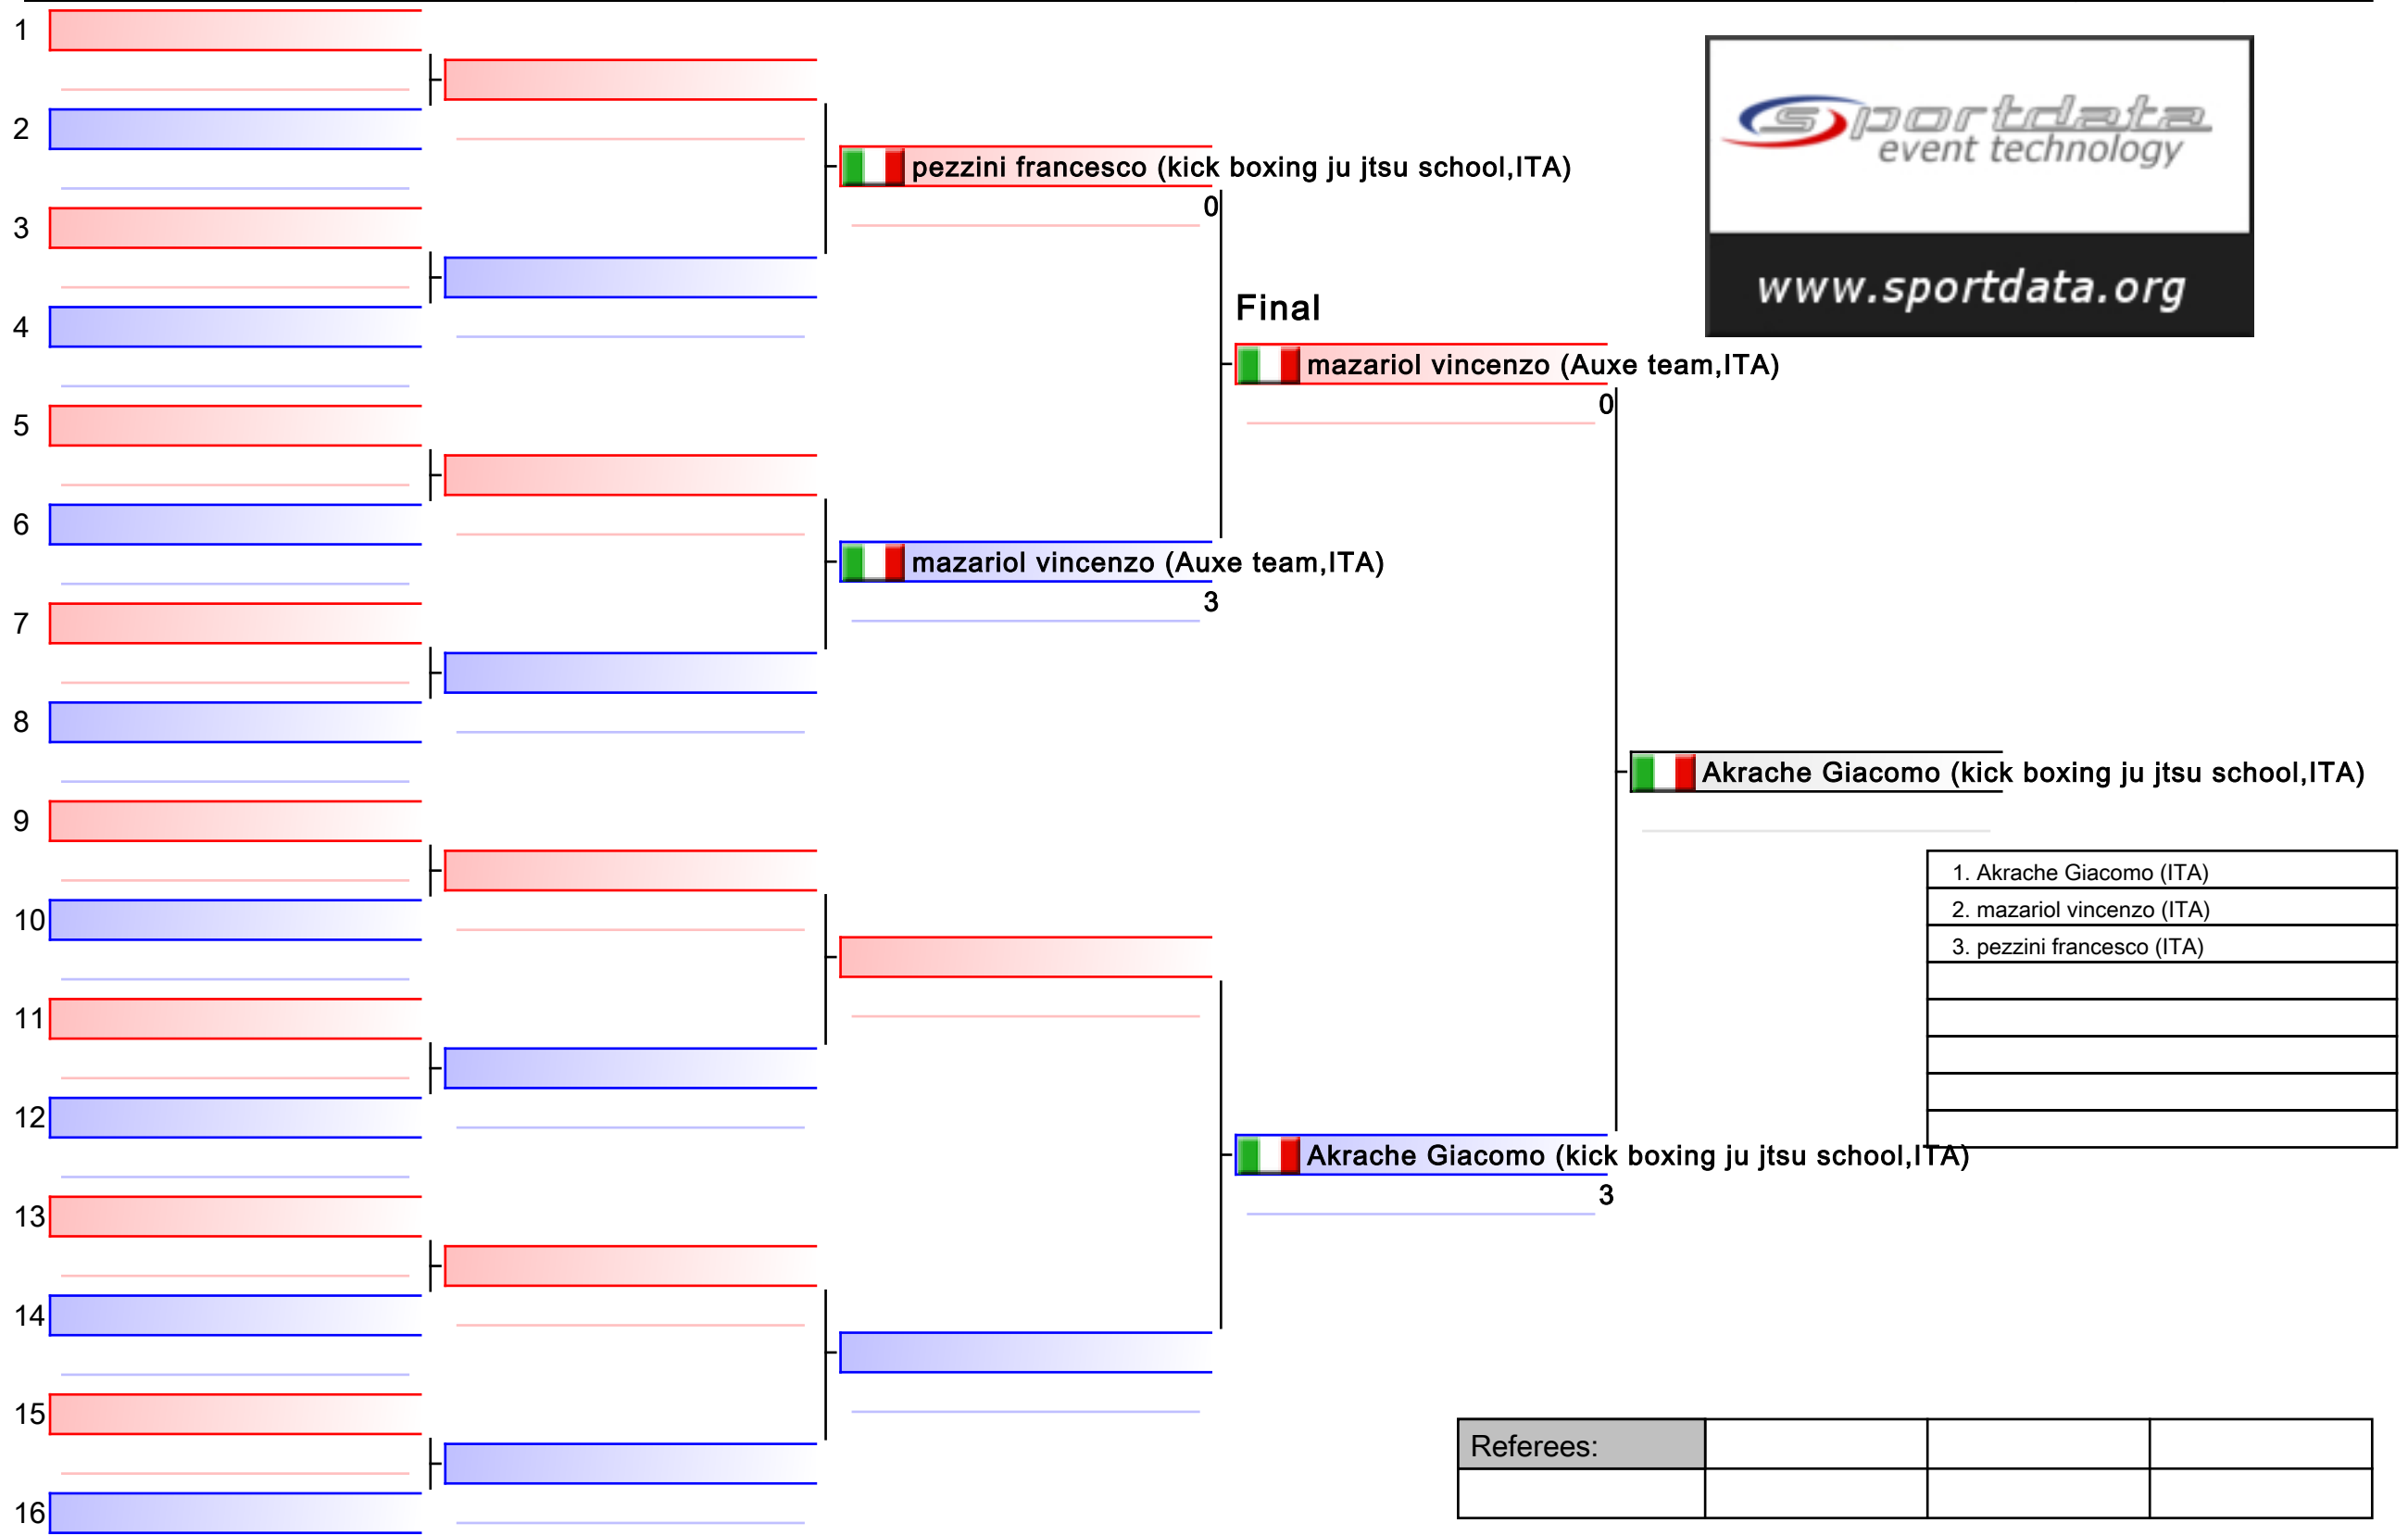 1
2
pezzini francesco (kick boxing ju jtsu school,ITA)
0
3
4
Final
mazariol vincenzo (Auxe team,ITA)
0
5
6
mazariol vincenzo (Auxe team,ITA)
3
7
8
Akrache Giacomo (kick boxing ju jtsu school,ITA)
9
10
11
12
Akrache Giacomo (kick boxing ju jtsu school,ITA)
3
13
14
15
16
sportdata
event technology
www.sportdata.org
1. Akrache Giacomo (ITA)
2. mazariol vincenzo (ITA)
3. pezzini francesco (ITA)
Referees: